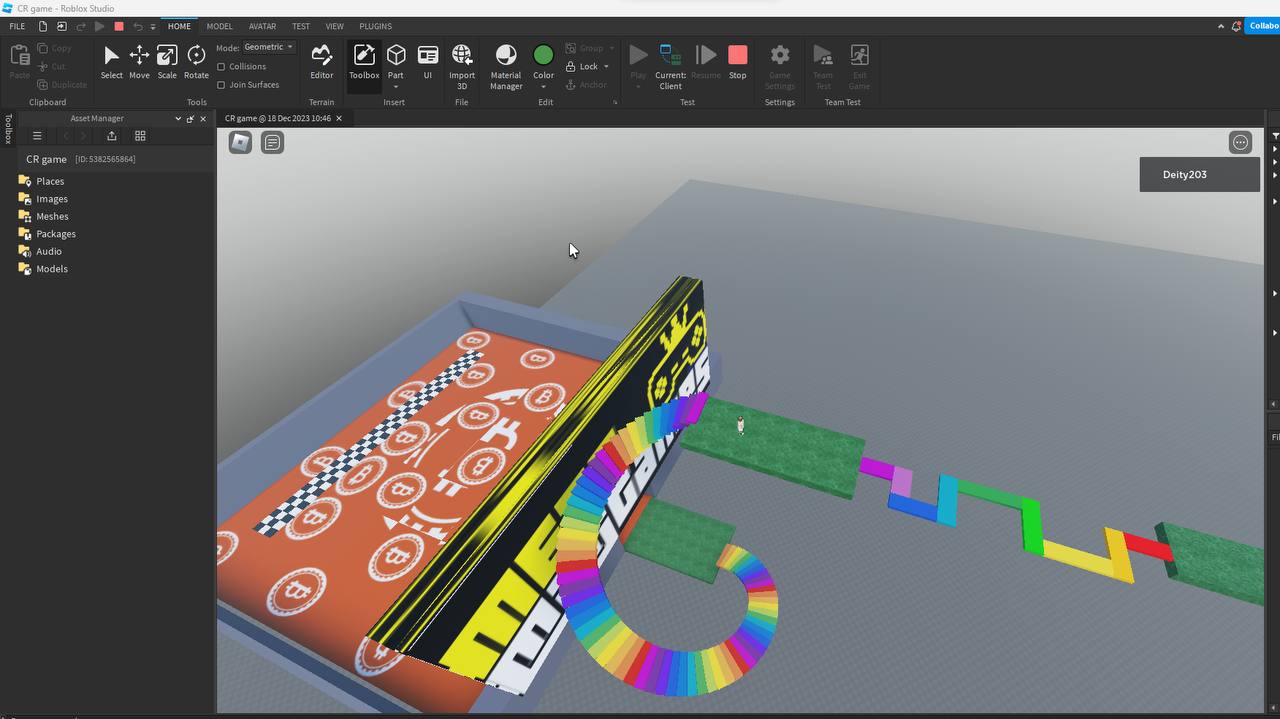 CR game - Roblox Studio
FILE
HOME MODEL AVATAR TEST VIEW PLUGINS
Collabo
Paste
Copy
Cut
Duplicate
Clipboard
Select Move Scale Rotate
Mode: Geometric
Collisions
Join Surfaces
Tools
Editor
Terrain
Toolbox Part UI
Insert
Import
3D
File
Material
Manager
Color
Group
Lock
Anchor
Edit
Play
Current:
Client
Resume Stop
Test
Game
Settings
Settings
Team
Test
Exit
Game
Team Test
Toolbox
Asset Manager
CR game @ 18 Dec 2023 10:46
CR game [ID: 5382565864]
Places
Images
Meshes
Packages
Audio
Models
Deity203
Fi